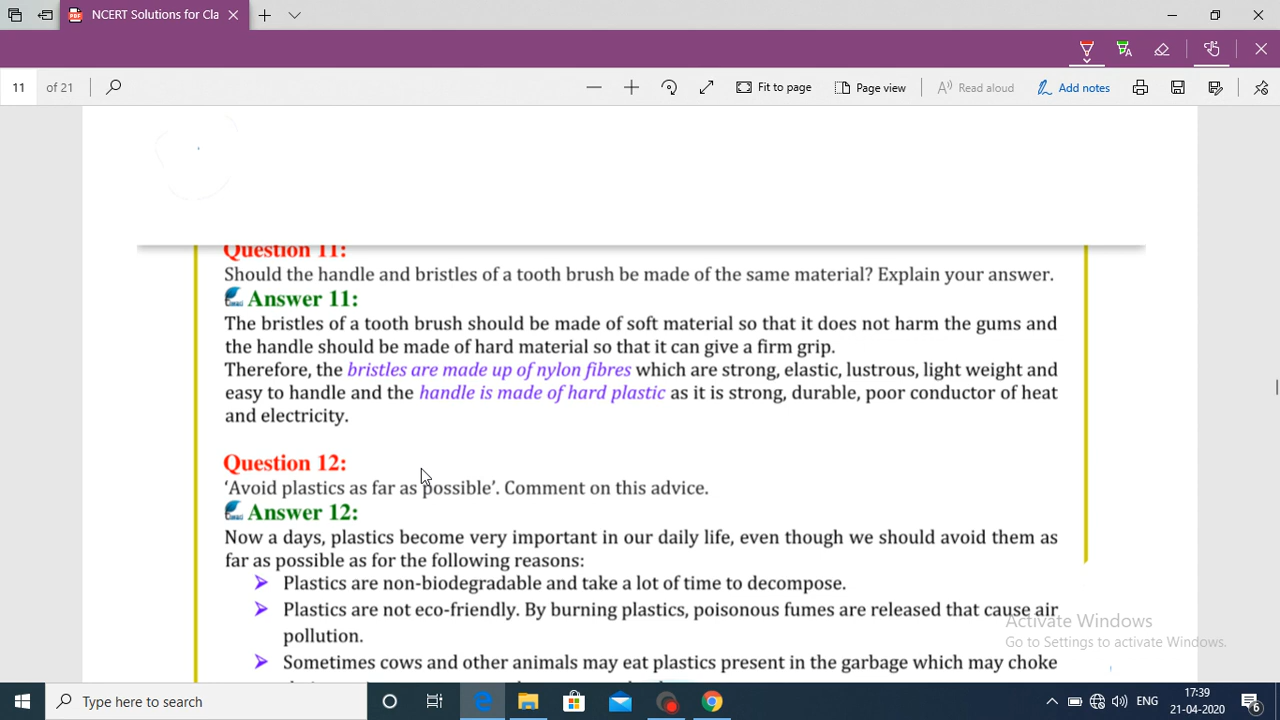 NCERT Solutions for Cla
11 of 21
Fit to page
Page view
Read aloud
Add notes
Question 11:
Should the handle and bristles of a tooth brush be made of the same material? Explain your answer.
Answer 11:
The bristles of a tooth brush should be made of soft material so that it does not harm the gums and
the handle should be made of hard material so that it can give a firm grip.
Therefore, the bristles are made up of nylon fibres which are strong, elastic, lustrous, light weight and
easy to handle and the handle is made of hard plastic as it is strong, durable, poor conductor of heat
and electricity.
Question 12:
‘Avoid plastics as far as possible’. Comment on this advice.
Answer 12:
Now a days, plastics become very important in our daily life, even though we should avoid them as
far as possible as for the following reasons:
Plastics are non-biodegradable and take a lot of time to decompose.
Plastics are not eco-friendly. By burning plastics, poisonous fumes are released that cause air
pollution.
Sometimes cows and other animals may eat plastics present in the garbage which may choke
Activate Windows
Go to Settings to activate Windows.
Type here to search
ENG
17:39
21-04-2020
6